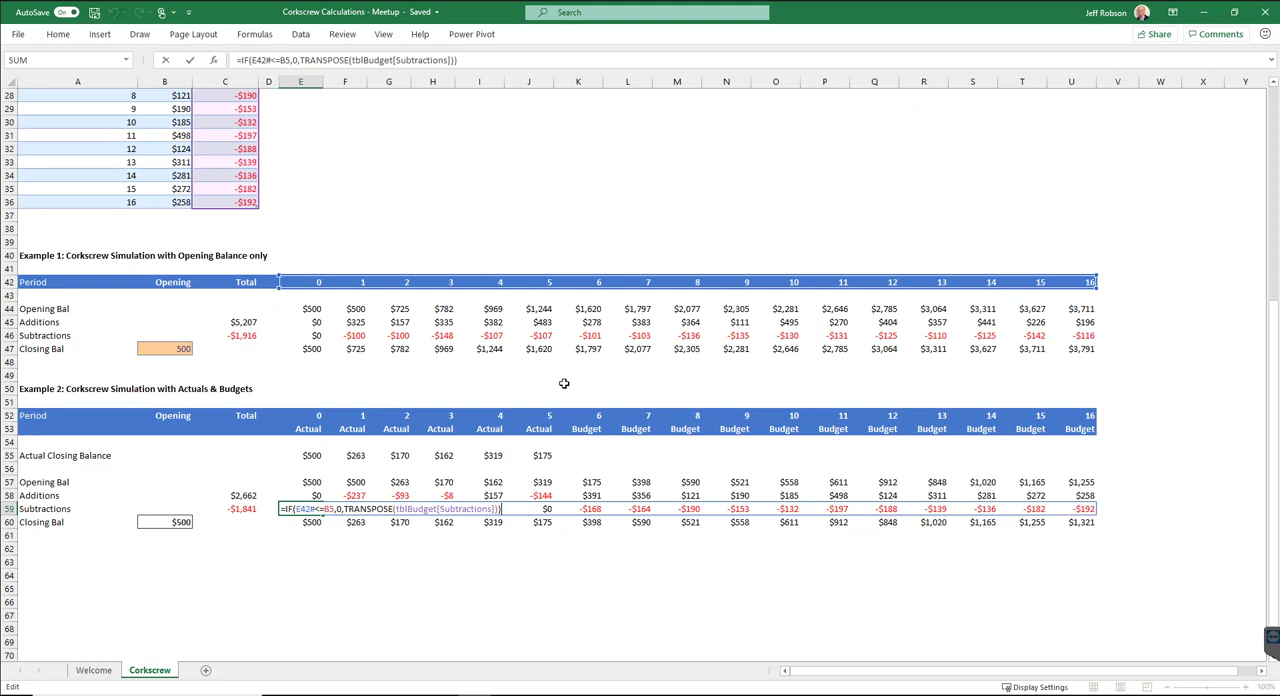 AutoSave On Corkscrew Calculations - Meetup - Saved Search Jeff Robson
File Home Insert Draw Page Layout Formulas Data Review View Help Power Pivot Share Comments
SUM fx =IF(E42#<=B5,0,TRANSPOSE(tblBudget[Subtractions]))
A B C D E F G H I J K L M N O P Q R S T U V W X Y
28 8 $121 -$190
29 9 $190 -$153
30 10 $185 -$132
31 11 $498 -$197
32 12 $124 -$188
33 13 $311 -$139
34 14 $281 -$136
35 15 $272 -$182
36 16 $258 -$192
37
38
39
40 Example 1: Corkscrew Simulation with Opening Balance only
41
42 Period Opening Total 0 1 2 3 4 5 6 7 8 9 10 11 12 13 14 15 16
43
44 Opening Bal $500 $500 $725 $782 $969 $1,244 $1,620 $1,797 $2,077 $2,305 $2,281 $2,646 $2,785 $3,064 $3,311 $3,627 $3,711
45 Additions $5,207 $0 $325 $157 $335 $382 $483 $278 $383 $364 $111 $495 $270 $404 $357 $441 $226 $196
46 Subtractions -$1,916 $0 -$100 -$100 -$148 -$107 -$107 -$101 -$103 -$136 -$135 -$130 -$131 -$125 -$110 -$125 -$142 -$116
47 Closing Bal 500 $500 $725 $782 $969 $1,244 $1,620 $1,797 $2,077 $2,305 $2,281 $2,646 $2,785 $3,064 $3,311 $3,627 $3,711 $3,791
48
49
50 Example 2: Corkscrew Simulation with Actuals & Budgets
51
52 Period Opening Total 0 1 2 3 4 5 6 7 8 9 10 11 12 13 14 15 16
53 Actual Actual Actual Actual Actual Actual Budget Budget Budget Budget Budget Budget Budget Budget Budget Budget Budget
54
55 Actual Closing Balance $500 $263 $170 $162 $319 $175
56
57 Opening Bal $500 $500 $263 $170 $162 $319 $175 $398 $590 $521 $558 $611 $912 $848 $1,020 $1,165 $1,255
58 Additions $2,662 $0 -$237 -$93 -$8 $157 -$144 $391 $356 $121 $190 $185 $498 $124 $311 $281 $272 $258
59 Subtractions -$1,841 =IF(E42#<=B5,0,TRANSPOSE(tblBudget[Subtractions])) $0 -$168 -$164 -$190 -$153 -$132 -$197 -$188 -$139 -$136 -$182 -$192
60 Closing Bal $500 $500 $263 $170 $162 $319 $175 $398 $590 $521 $558 $611 $912 $848 $1,020 $1,165 $1,255 $1,321
61
62
63
64
65
66
67
68
69
70
Welcome Corkscrew
Edit Display Settings 100%